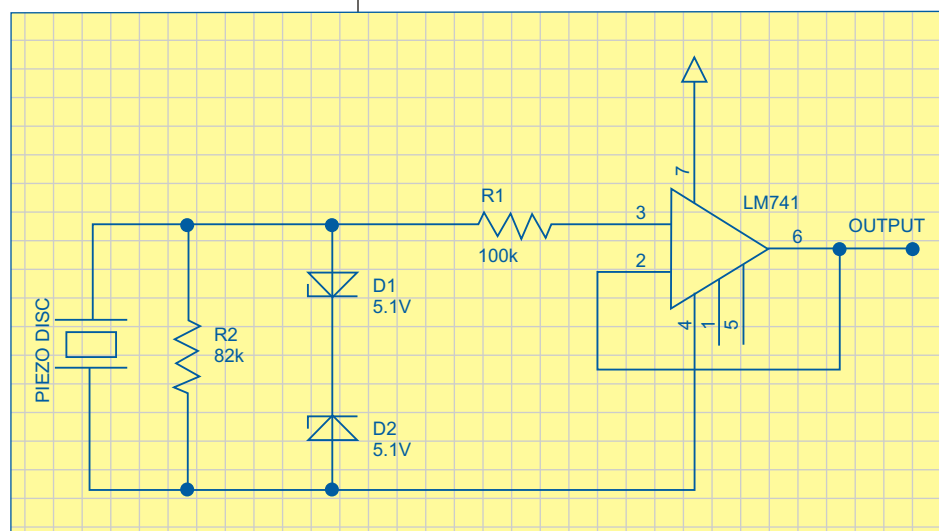 7
R1
LM741
3
OUTPUT
6
100k
2
D1
5.1V
PIEZO DISC
R2
82k
4
1
5
D2
5.1V